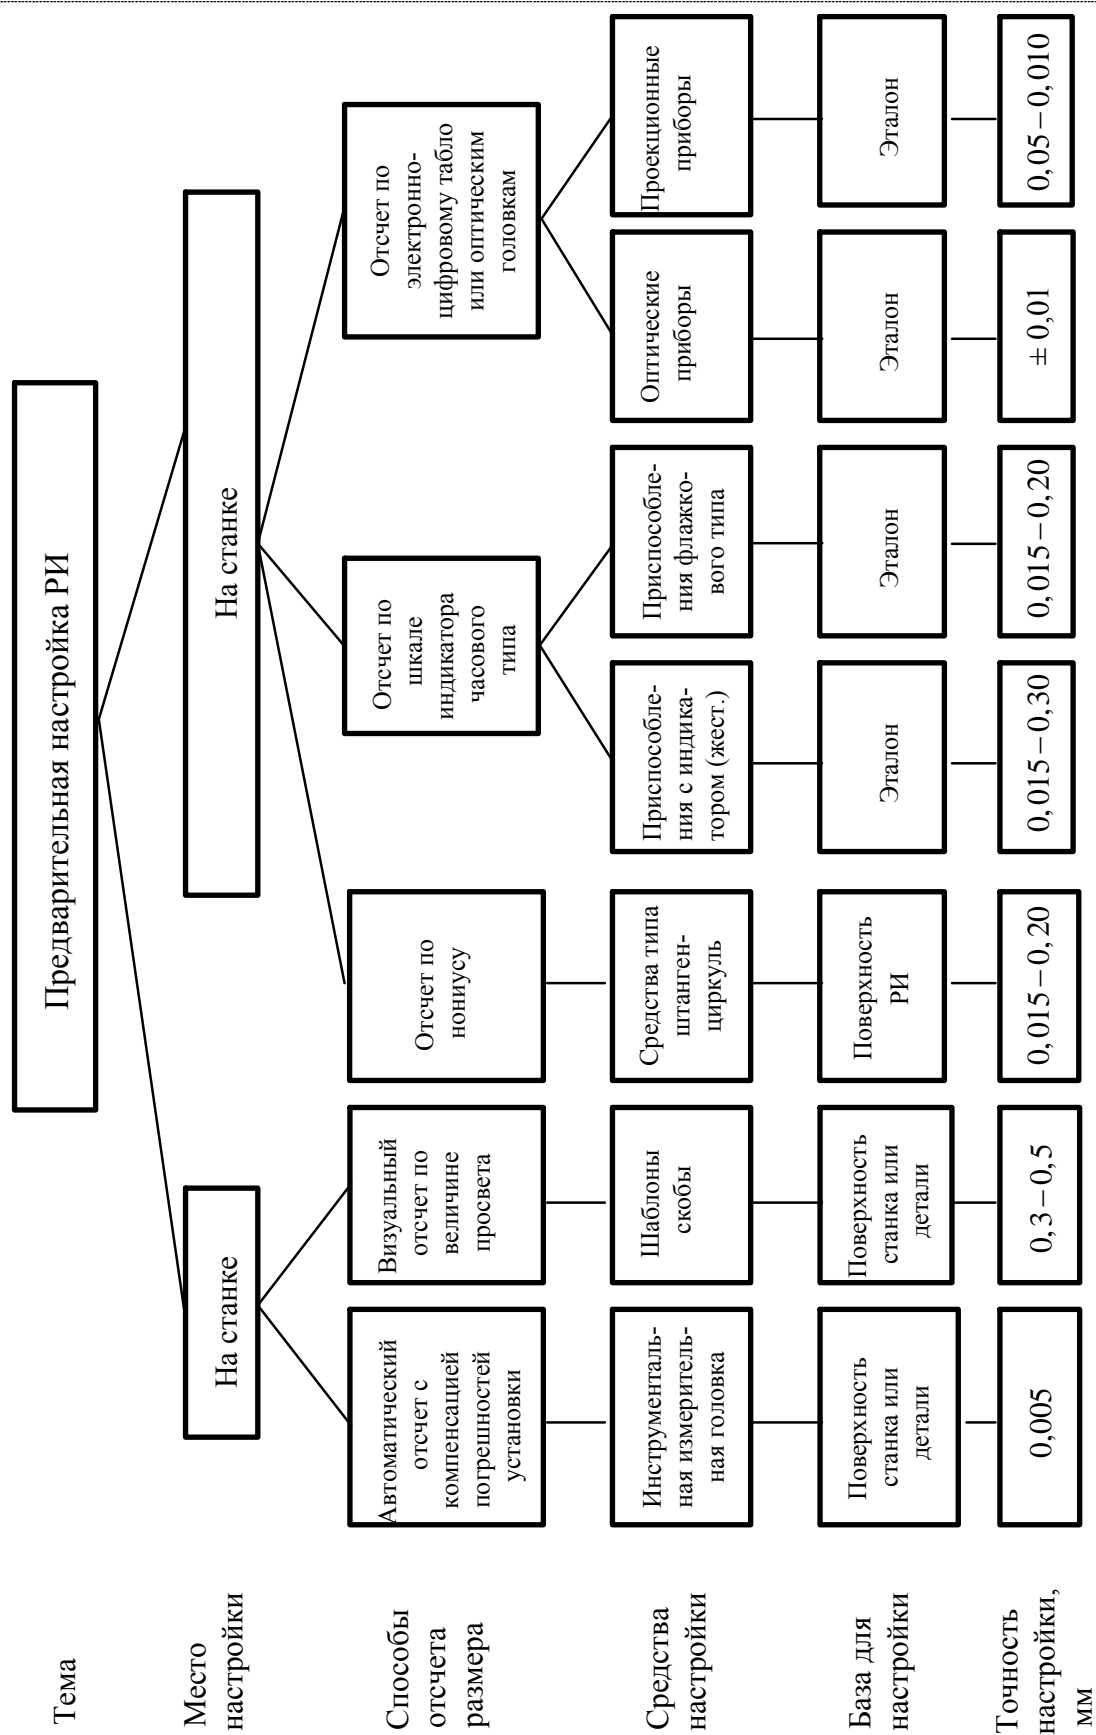 Тема
Предварительная настройка РИ
Место
настройки
На станке
На станке
Способы
отсчета
размера
Автоматический
отсчет с
компенсацией
погрешностей
установки
Визуальный
отсчет по
величине
просвета
Отсчет по
нониусу
Отсчет по
шкале
индикатора
часового
типа
Отсчет по
электронно-
цифровому табло
или оптическим
головкам
Средства
настройки
Инструменталь-
ная измеритель-
ная головка
Шаблоны
скобы
Средства типа
штанген-
циркуль
Приспособле-
ния с индика-
тором (жест.)
Приспособле-
ния флажко-
вого типа
Оптические
приборы
Проекционные
приборы
База для
настройки
Поверхность
станка или
детали
Поверхность
станка или
детали
Поверхность
РИ
Эталон
Эталон
Эталон
Эталон
Точность
настройки,
мм
0,005
0,3 – 0,5
0,015 – 0,20
0,015 – 0,30
0,015 – 0,20
± 0,01
0,05 – 0,010